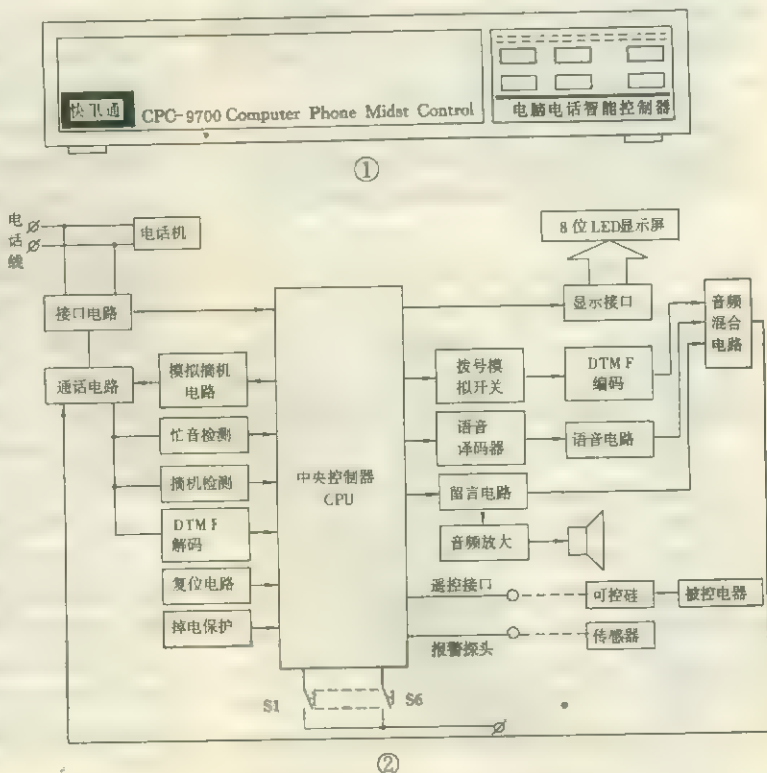 快飞通
CPC-9700 Computer Phone Midst Control
电脑电话智能控制器
①
电话线
电话机
接口电路
通话电路
模拟摘机
电路
忙音检测
摘机检测
DTMF
解码
复位电路
掉电保护
中央控制器
CPU
S1
S6
8位LED显示屏
显示接口
拨号模
拟开关
DTMF
编码
语音
译码器
语音电路
留言电路
音频放大
音频
混合
电路
遥控接口
可控硅
被控电器
报警探头
传感器
②